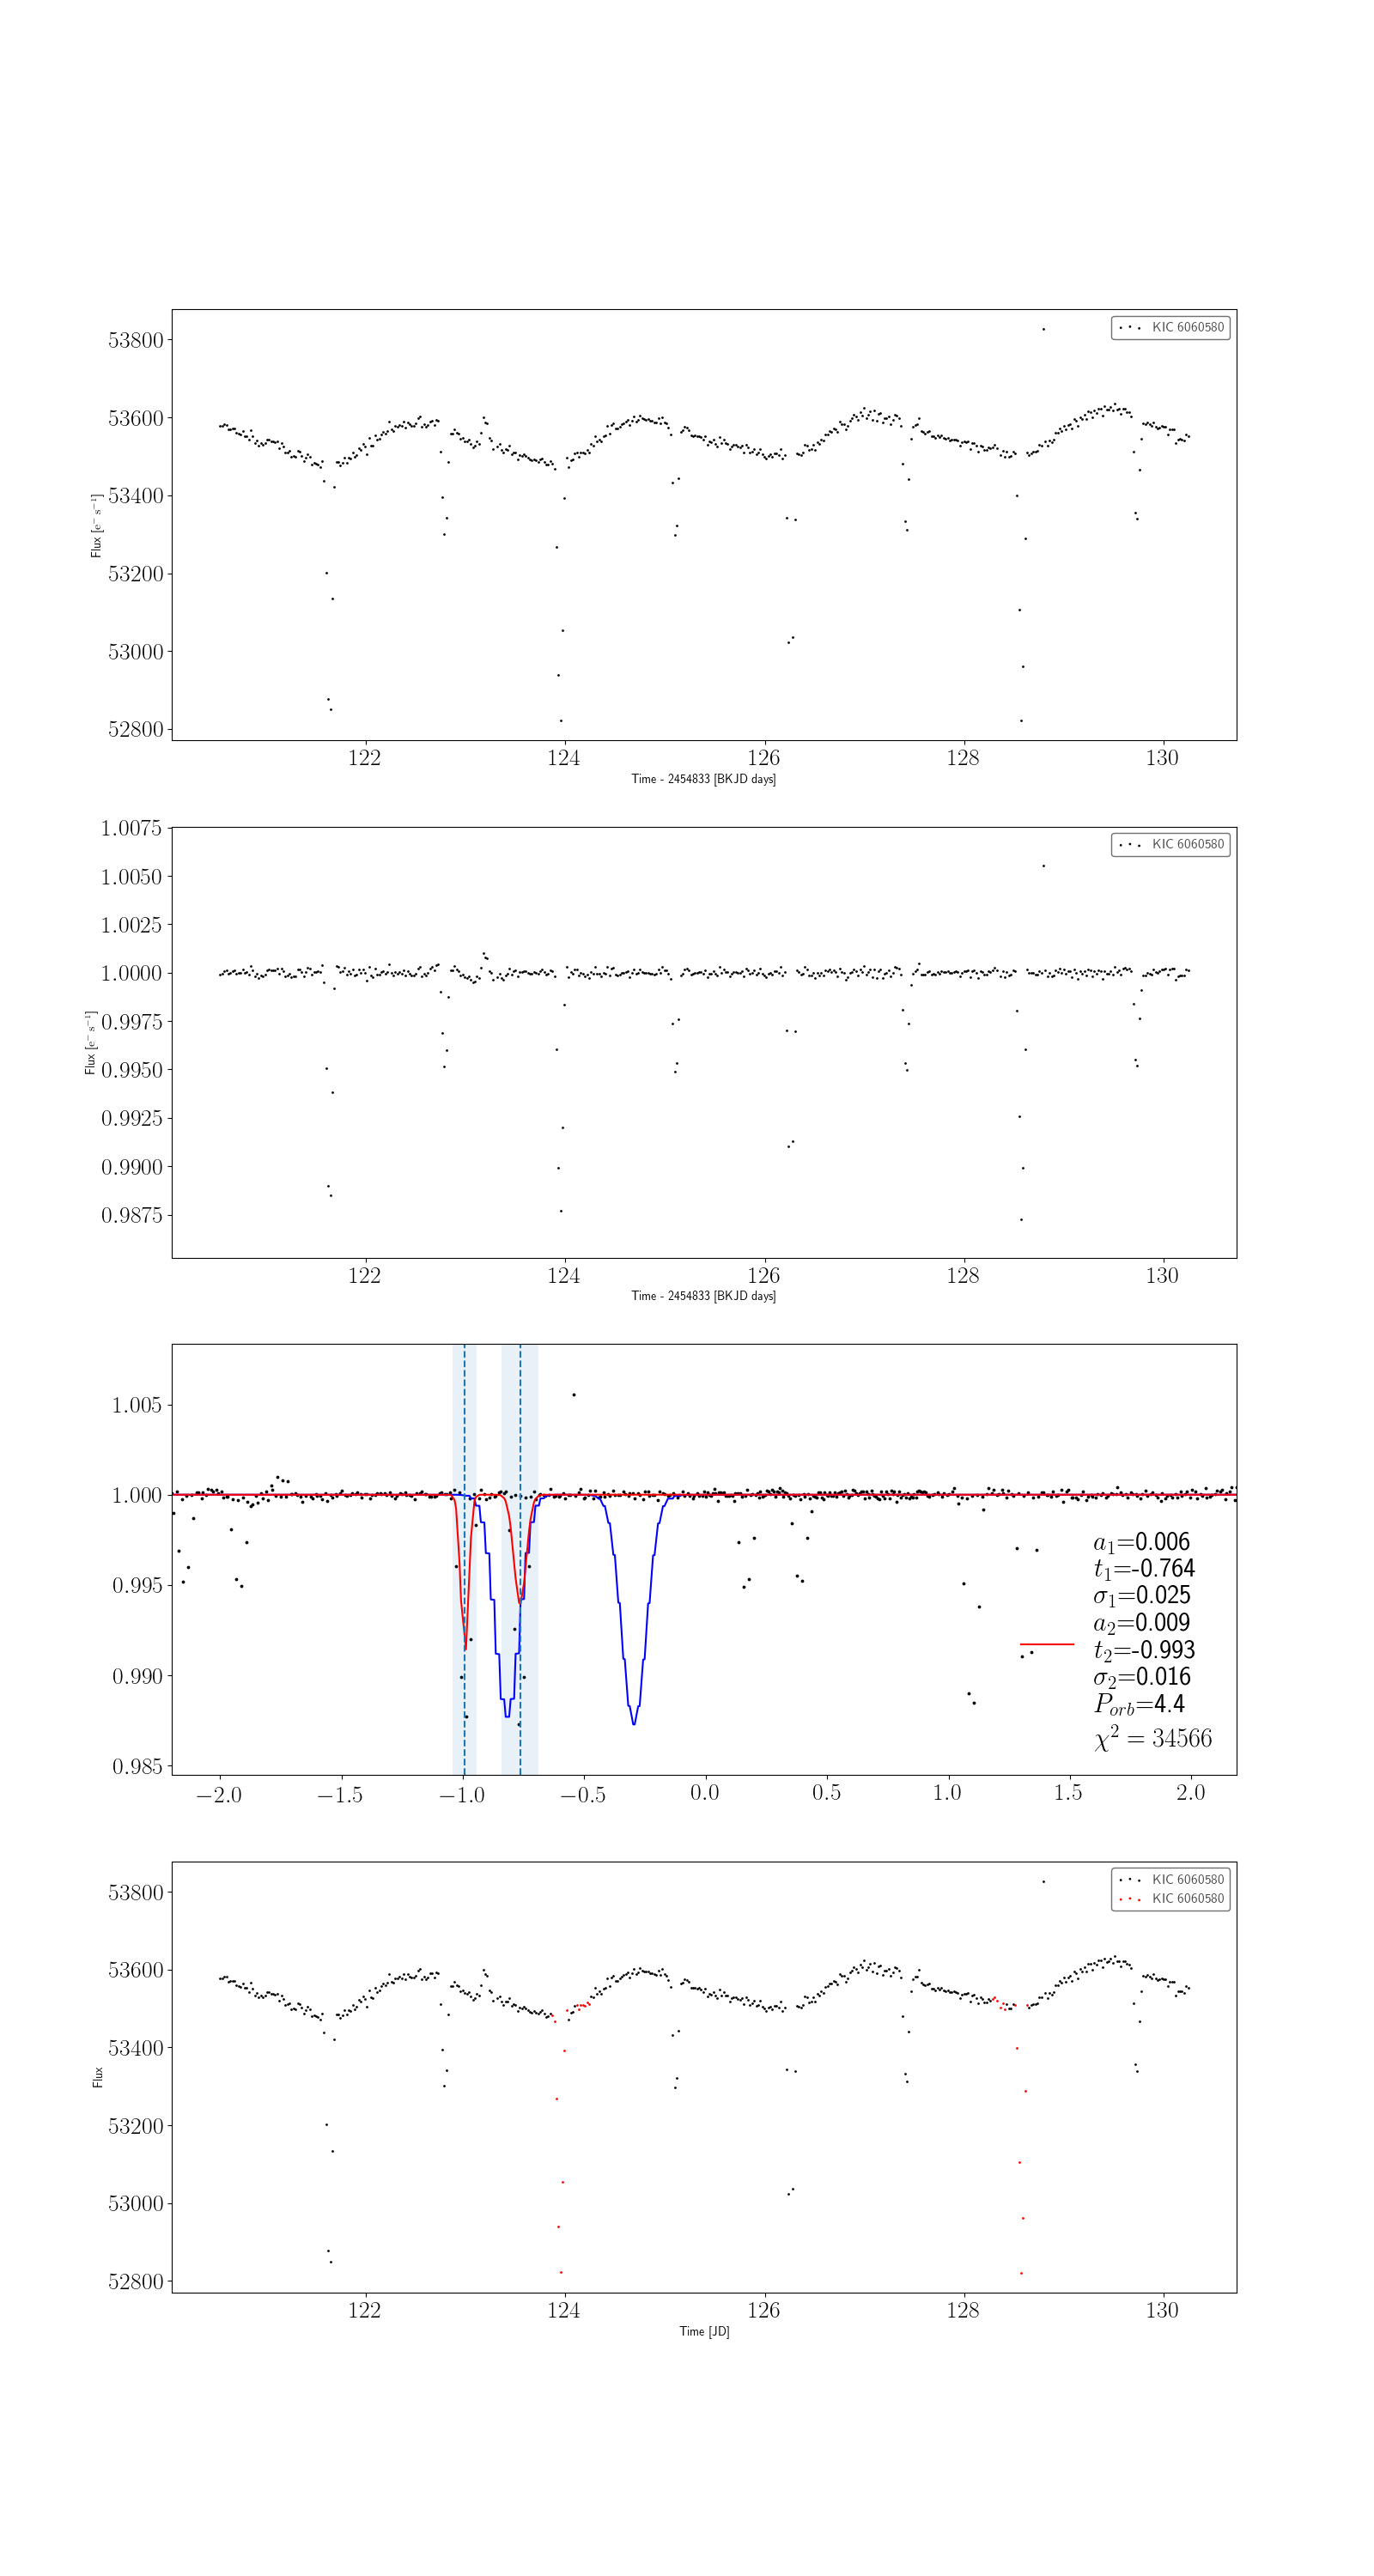 53800
53600
53400
53200
53000
52800
Flux [e⁻ s⁻¹]
KIC 6060580
122
124
126
128
130
Time - 2454833 [BKJD days]
1.0075
1.0050
1.0025
1.0000
0.9975
0.9950
0.9925
0.9900
0.9875
Flux [e⁻ s⁻¹]
KIC 6060580
122
124
126
128
130
Time - 2454833 [BKJD days]
1.005
1.000
0.995
0.990
0.985
a₁=0.006
t₁=-0.764
σ₁=0.025
a₂=0.009
t₂=-0.993
σ₂=0.016
P_orb=4.4
χ² = 34566
−2.0
−1.5
−1.0
−0.5
0.0
0.5
1.0
1.5
2.0
53800
53600
53400
53200
53000
52800
Flux
KIC 6060580
KIC 6060580
122
124
126
128
130
Time [JD]